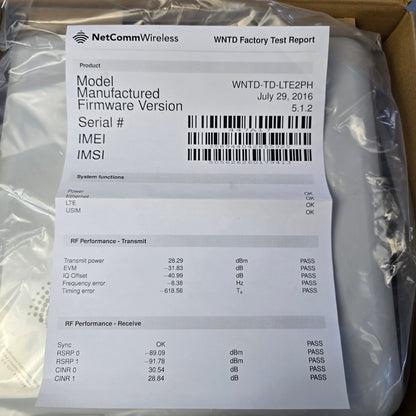 NetCommWireless WNTD Factory Test Report
Product
Model WNTD-TD-LTE2PH
Manufactured July 29, 2016
Firmware Version 5.1.2
Serial #
IMEI
IMSI
System functions
Power OK
Ethernet OK
LTE OK
USIM OK
RF Performance - Transmit
Transmit power 28.29 dBm PASS
EVM -31.83 dB PASS
IQ Offset -40.99 dB PASS
Frequency error -8.38 Hz PASS
Timing error -618.56 Ts PASS
RF Performance - Receive
Sync OK PASS
RSRP 0 -89.09 dBm PASS
RSRP 1 -91.78 dBm PASS
CINR 0 30.54 dB PASS
CINR 1 28.84 dB PASS